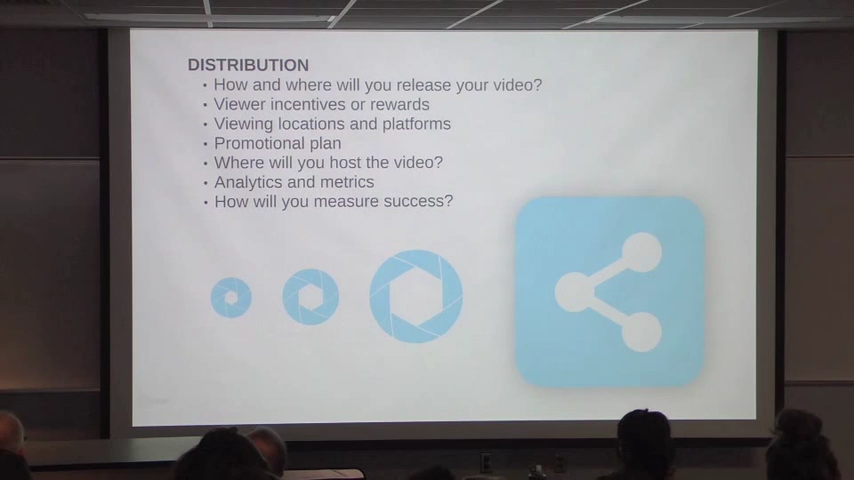 DISTRIBUTION
• How and where will you release your video?
• Viewer incentives or rewards
• Viewing locations and platforms
• Promotional plan
• Where will you host the video?
• Analytics and metrics
• How will you measure success?